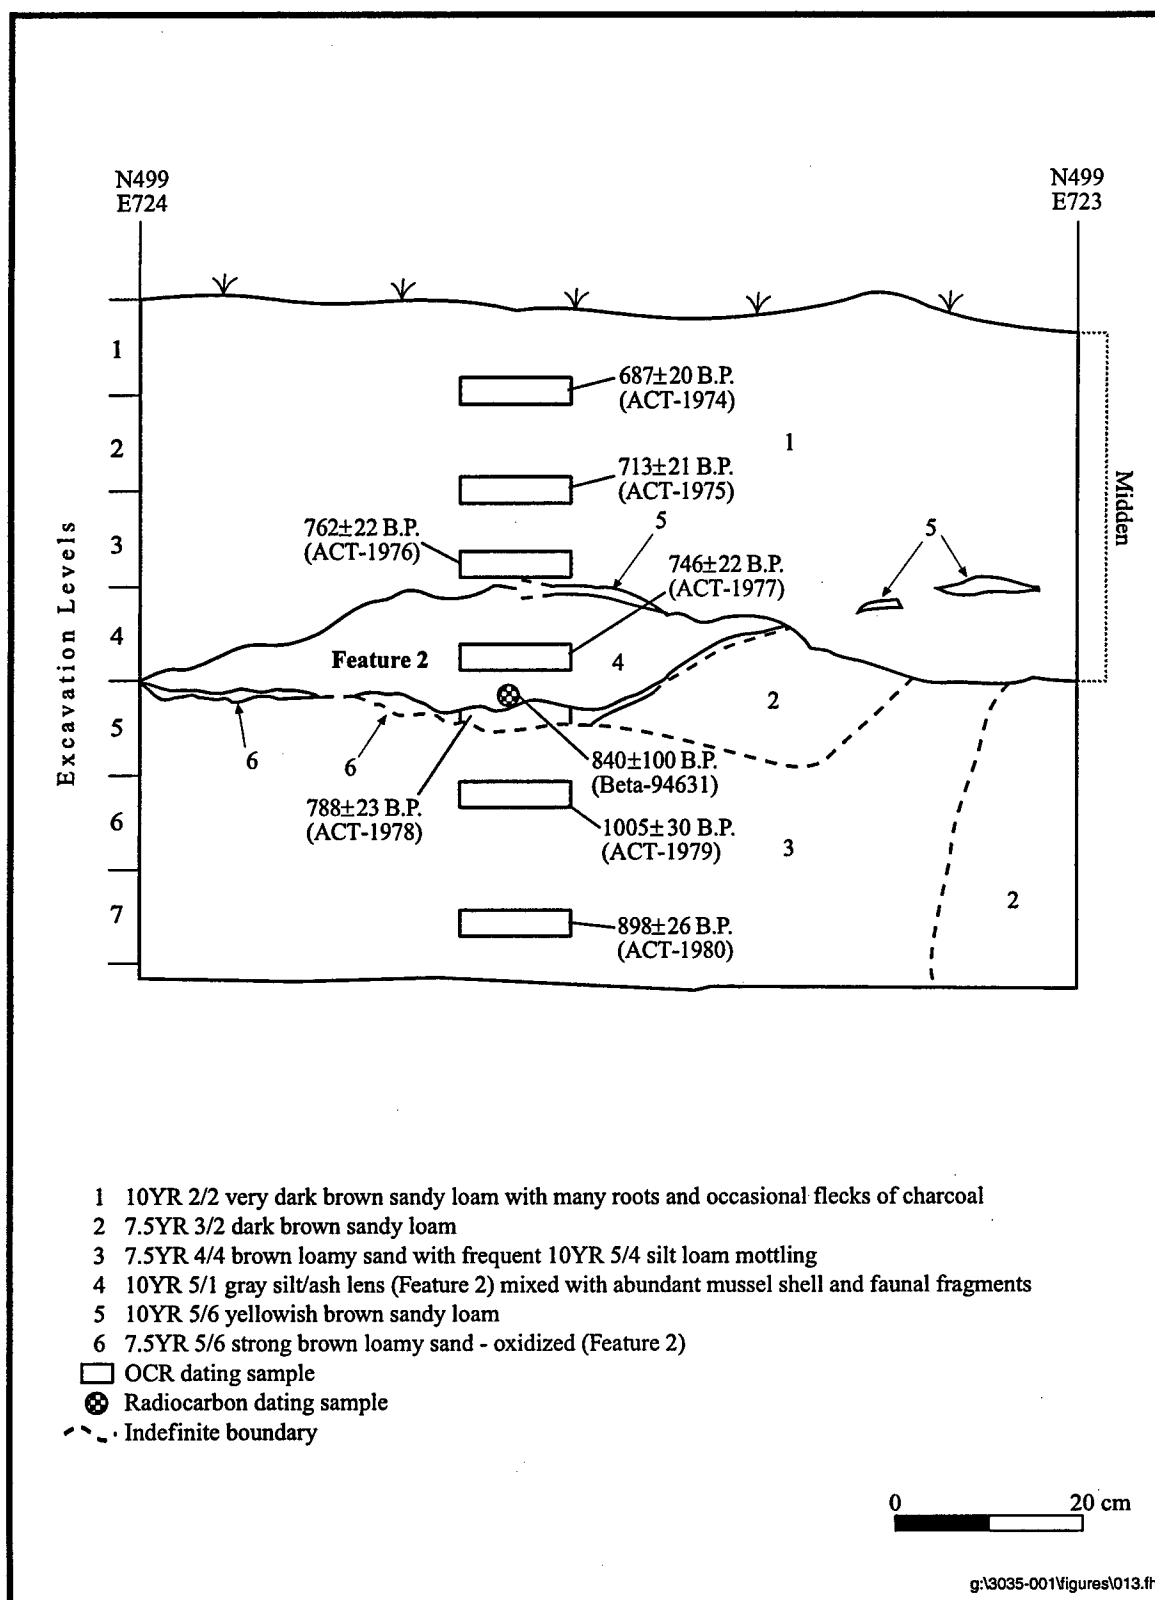 N499
E724
N499
E723
1
687±20 B.P.
(ACT-1974)
2
1
713±21 B.P.
(ACT-1975)
Midden
5
762±22 B.P.
(ACT-1976)
3
5
746±22 B.P.
(ACT-1977)
Excavation Levels
4
Feature 2
4
2
5
6
6
840±100 B.P.
(Beta-94631)
788±23 B.P.
(ACT-1978)
6
1005±30 B.P.
(ACT-1979)
3
2
7
898±26 B.P.
(ACT-1980)
1 10YR 2/2 very dark brown sandy loam with many roots and occasional flecks of charcoal
2 7.5YR 3/2 dark brown sandy loam
3 7.5YR 4/4 brown loamy sand with frequent 10YR 5/4 silt loam mottling
4 10YR 5/1 gray silt/ash lens (Feature 2) mixed with abundant mussel shell and faunal fragments
5 10YR 5/6 yellowish brown sandy loam
6 7.5YR 5/6 strong brown loamy sand - oxidized (Feature 2)
OCR dating sample
Radiocarbon dating sample
Indefinite boundary
0 20 cm
g:\3035-001\figures\013.fh